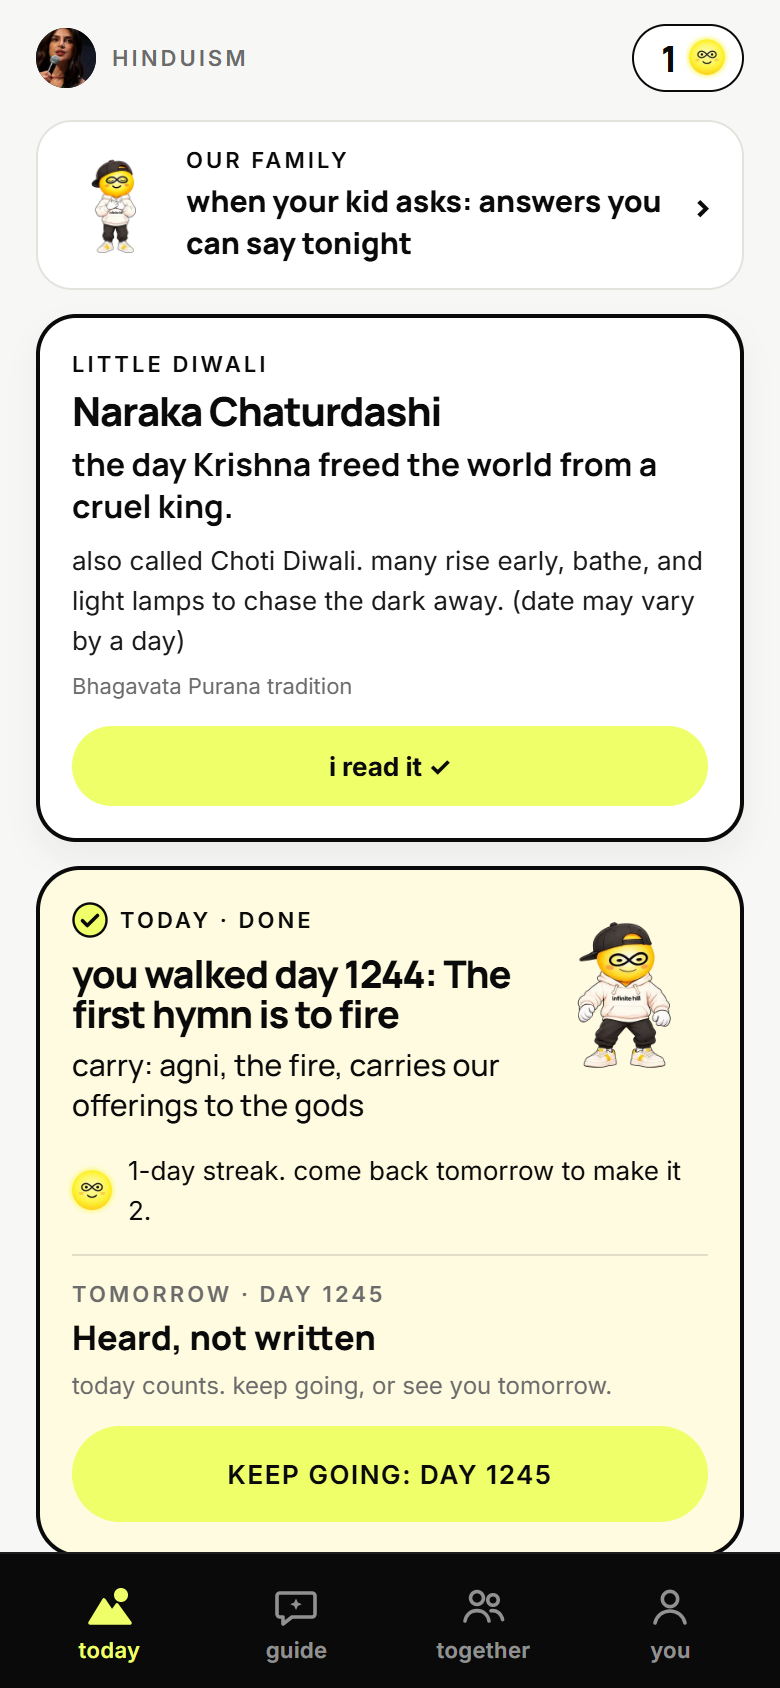 HINDUISM
1
OUR FAMILY
when your kid asks: answers you
can say tonight
LITTLE DIWALI
Naraka Chaturdashi
the day Krishna freed the world from a
cruel king.
also called Choti Diwali. many rise early, bathe, and
light lamps to chase the dark away. (date may vary
by a day)
Bhagavata Purana tradition
i read it ✓
TODAY · DONE
you walked day 1244: The
first hymn is to fire
infinite hill
carry: agni, the fire, carries our
offerings to the gods
1-day streak. come back tomorrow to make it
2.
TOMORROW · DAY 1245
Heard, not written
today counts. keep going, or see you tomorrow.
KEEP GOING: DAY 1245
today
guide
together
you